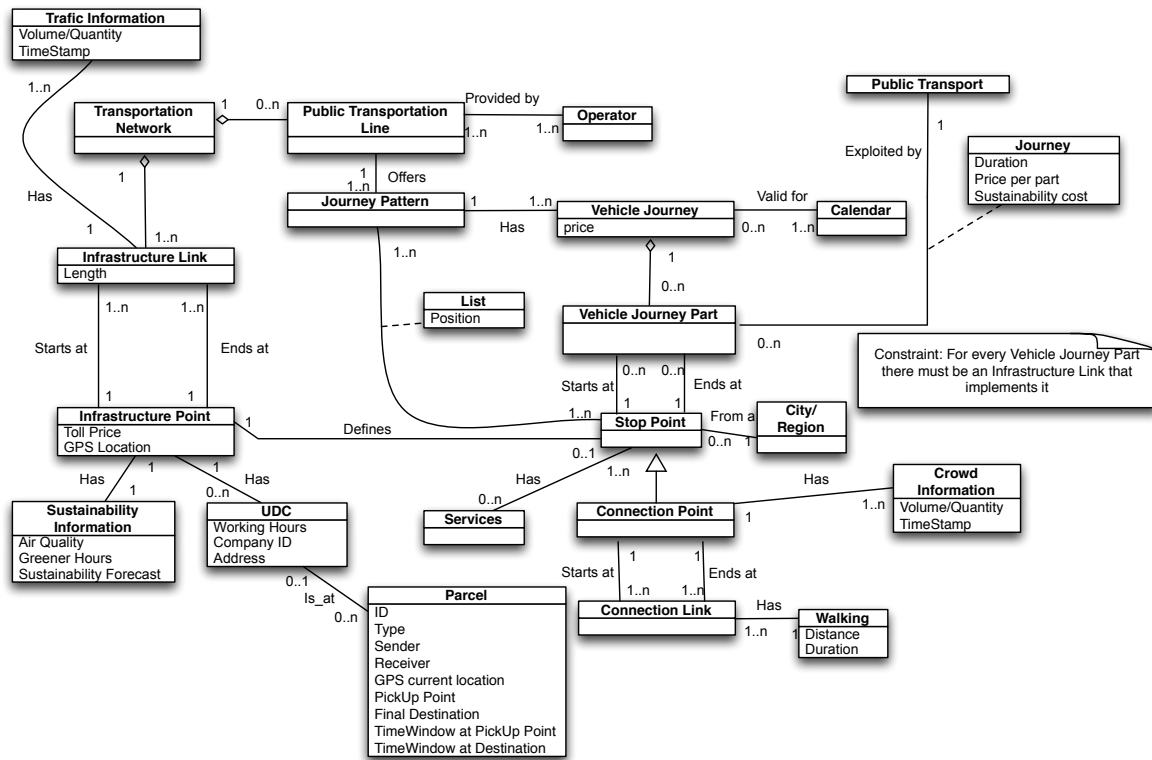 Trafic Information
Volume/Quantity
TimeStamp
1..n
Has
1
Transportation
Network
1
0..n
1
1..n
Public Transportation
Line
Provided by
1..n
1..n
Operator
1
Offers
1..n
Journey Pattern
1
1..n
Has
1..n
Vehicle Journey
price
Valid for
0..n
1..n
Calendar
Public Transport
1
Exploited by
Journey
Duration
Price per part
Sustainability cost
Infrastructure Link
Length
1..n
1..n
Starts at
Ends at
1
1
List
Position
1
0..n
Vehicle Journey Part
0..n
0..n
0..n
Starts at
Ends at
1
1
Constraint: For every Vehicle Journey Part
there must be an Infrastructure Link that
implements it
Infrastructure Point
Toll Price
GPS Location
1
Defines
1..n
Stop Point
From a
0..n
1
City/
Region
Has
1
1
Has
1
0..n
0..1
Has
0..n
1..n
Sustainability
Information
Air Quality
Greener Hours
Sustainability Forecast
UDC
Working Hours
Company ID
Address
Services
Connection Point
Has
1
1..n
Crowd
Information
Volume/Quantity
TimeStamp
0..1
Is_at
0..n
1
1
Starts at
Ends at
1..n
1..n
Connection Link
Has
1..n
1
Walking
Distance
Duration
Parcel
ID
Type
Sender
Receiver
GPS current location
PickUp Point
Final Destination
TimeWindow at PickUp Point
TimeWindow at Destination